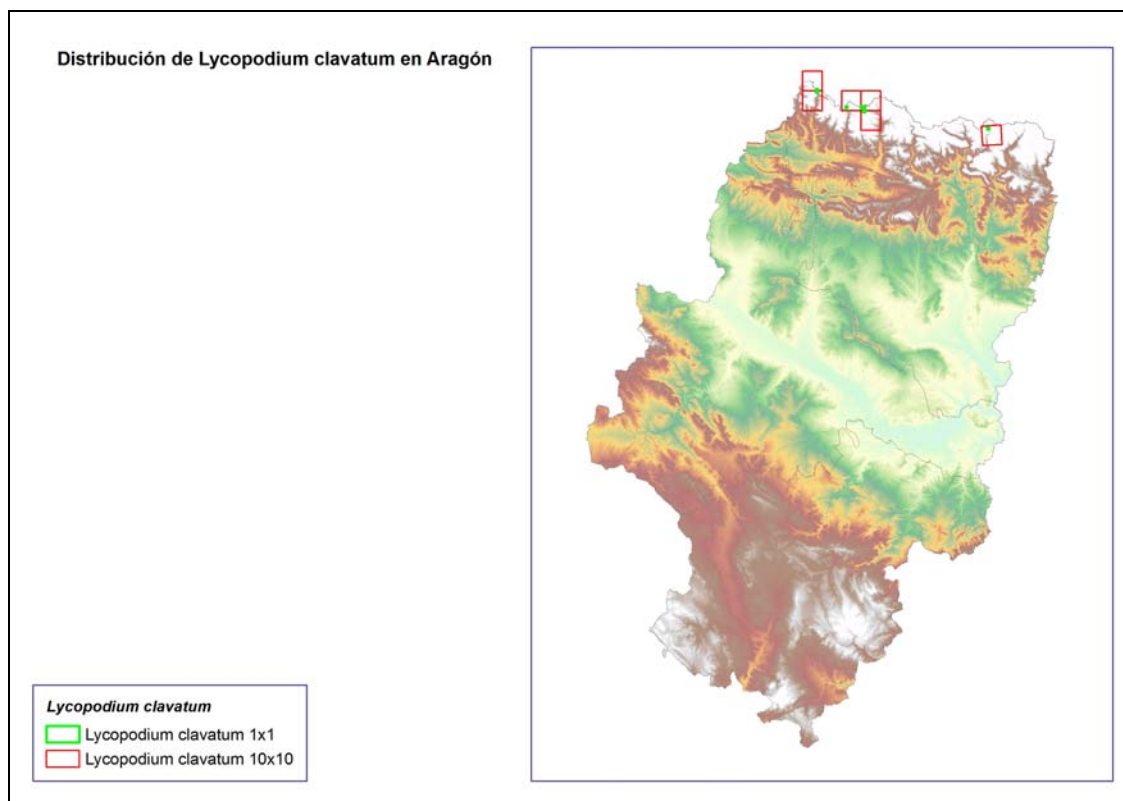 Distribución de Lycopodium clavatum en Aragón
Lycopodium clavatum
Lycopodium clavatum 1x1
Lycopodium clavatum 10x10